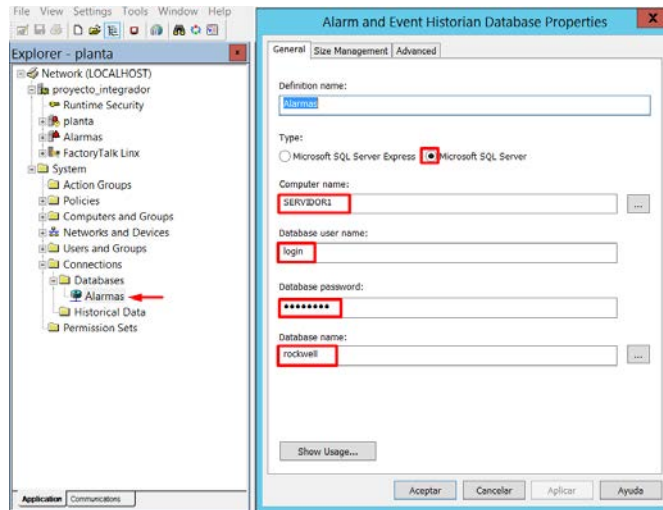 File View Settings Tools Window Help
Explorer - planta
Network (LOCALHOST)
proyecto_integrador
Runtime Security
planta
Alarmas
FactoryTalk Linx
System
Action Groups
Policies
Computers and Groups
Networks and Devices
Users and Groups
Connections
Databases
Alarmas
Historical Data
Permission Sets
Application Communications
Alarm and Event Historian Database Properties
X
General Size Management Advanced
Definition name:
Alarmas
Type:
Microsoft SQL Server Express Microsoft SQL Server
Computer name:
SERVIDOR1
...
Database user name:
login
Database password:
••••••••
Database name:
rockwell
...
Show Usage...
Aceptar Cancelar Aplicar Ayuda